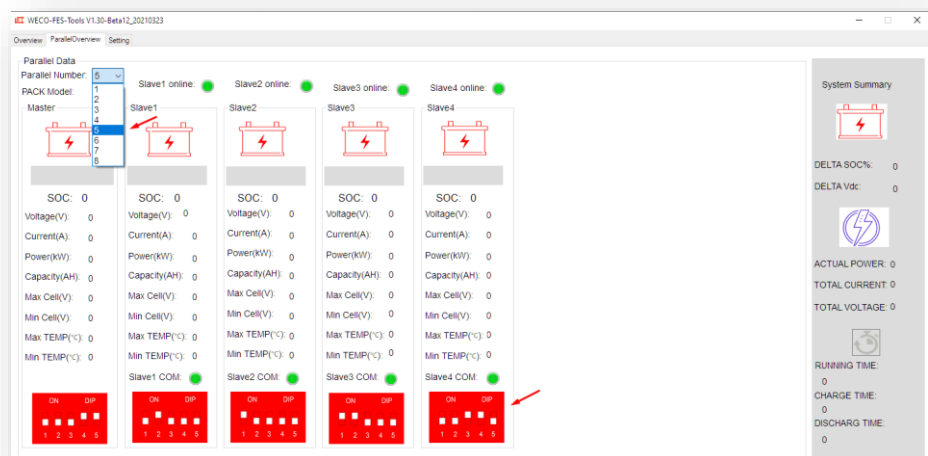 WECO-FES-Tools V1.30-Beta12_20210323
Overview ParalelOverview Setting
Parallel Data
Parallel Number: 5
PACK Model:
1
2
3
4
5
6
7
8
Slave1 online: Slave2 online: Slave3 online: Slave4 online:
Master Slave1 Slave2 Slave3 Slave4
SOC: 0 SOC: 0 SOC: 0 SOC: 0 SOC: 0
Voltage(V): 0 Voltage(V): 0 Voltage(V): 0 Voltage(V): 0 Voltage(V): 0
Current(A): 0 Current(A): 0 Current(A): 0 Current(A): 0 Current(A): 0
Power(kW): 0 Power(kW): 0 Power(kW): 0 Power(kW): 0 Power(kW): 0
Capacity(AH): 0 Capacity(AH): 0 Capacity(AH): 0 Capacity(AH): 0 Capacity(AH): 0
Max Cell(V): 0 Max Cell(V): 0 Max Cell(V): 0 Max Cell(V): 0 Max Cell(V): 0
Min Cell(V): 0 Min Cell(V): 0 Min Cell(V): 0 Min Cell(V): 0 Min Cell(V): 0
Max TEMP(℃): 0 Max TEMP(℃): 0 Max TEMP(℃): 0 Max TEMP(℃): 0 Max TEMP(℃): 0
Min TEMP(℃): 0 Min TEMP(℃): 0 Min TEMP(℃): 0 Min TEMP(℃): 0 Min TEMP(℃): 0
Slave1 COM: Slave2 COM: Slave3 COM: Slave4 COM:
ON DIP ON DIP ON DIP ON DIP ON DIP
1 2 3 4 5 1 2 3 4 5 1 2 3 4 5 1 2 3 4 5 1 2 3 4 5
System Summary
DELTA SOC%: 0
DELTA Vdc: 0
ACTUAL POWER: 0
TOTAL CURRENT: 0
TOTAL VOLTAGE: 0
RUNNING TIME:
0
CHARGE TIME:
0
DISCHARG TIME:
0